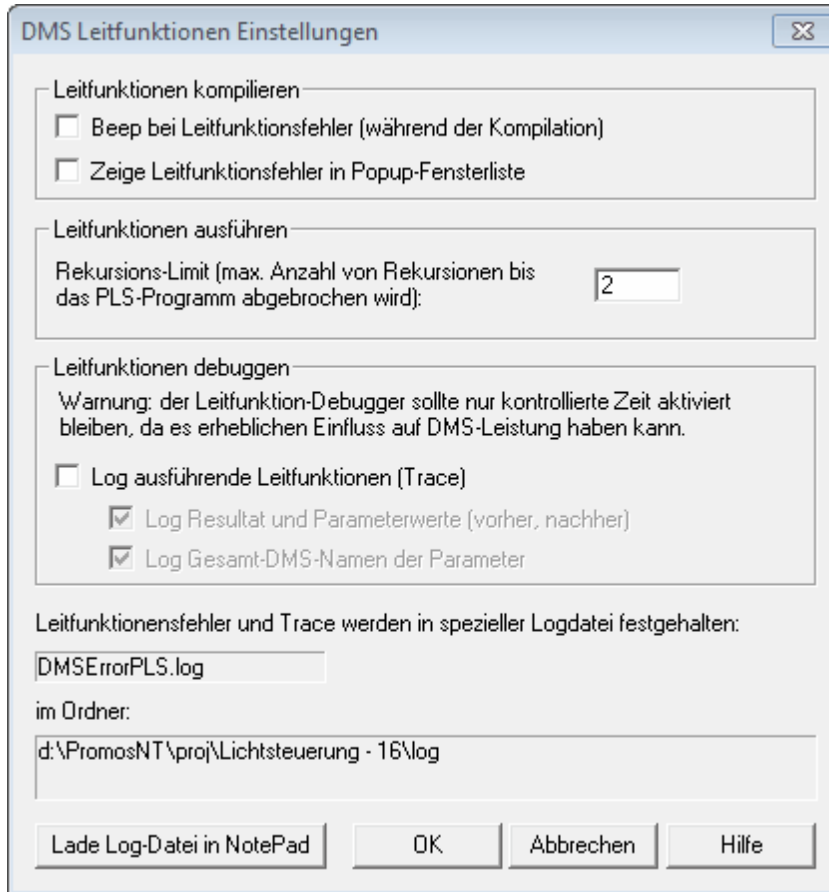 DMS Leitfunktionen Einstellungen
Leitfunktionen kompilieren
Beep bei Leitfunktionsfehler (während der Kompilation)
Zeige Leitfunktionsfehler in Popup-Fensterliste
Leitfunktionen ausführen
Rekursions-Limit (max. Anzahl von Rekursionen bis
das PLS-Programm abgebrochen wird):
2
Leitfunktionen debuggen
Warnung: der Leitfunktion-Debugger sollte nur kontrollierte Zeit aktiviert
bleiben, da es erheblichen Einfluss auf DMS-Leistung haben kann.
Log ausführende Leitfunktionen (Trace)
Log Resultat und Parameterwerte (vorher, nachher)
Log Gesamt-DMS-Namen der Parameter
Leitfunktionensfehler und Trace werden in spezieller Logdatei festgehalten:
DMSErrorPLS.log
im Ordner:
d:\PromosNT\proj\Lichtsteuerung - 16\log
Lade Log-Datei in NotePad
OK
Abbrechen
Hilfe